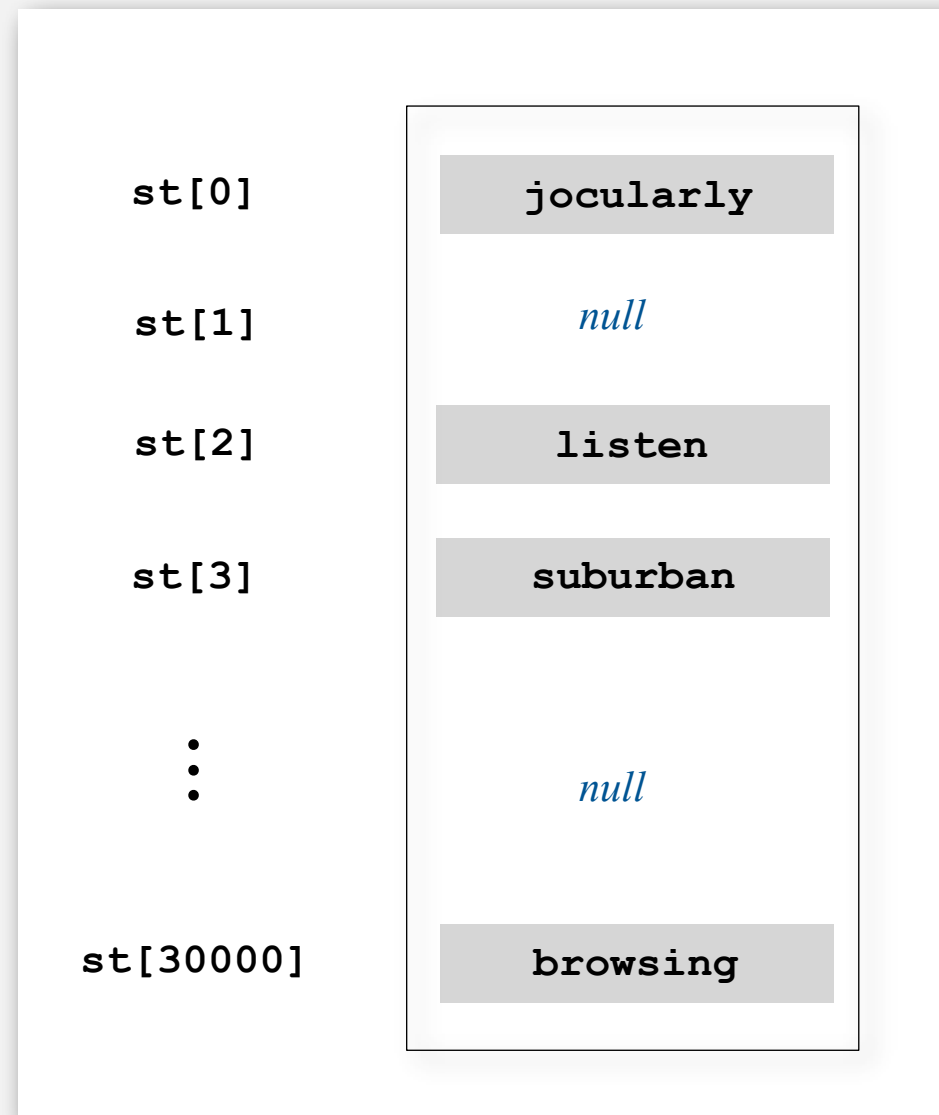 st[0] jocularly
st[1] null
st[2] listen
st[3] suburban
null
st[30000] browsing